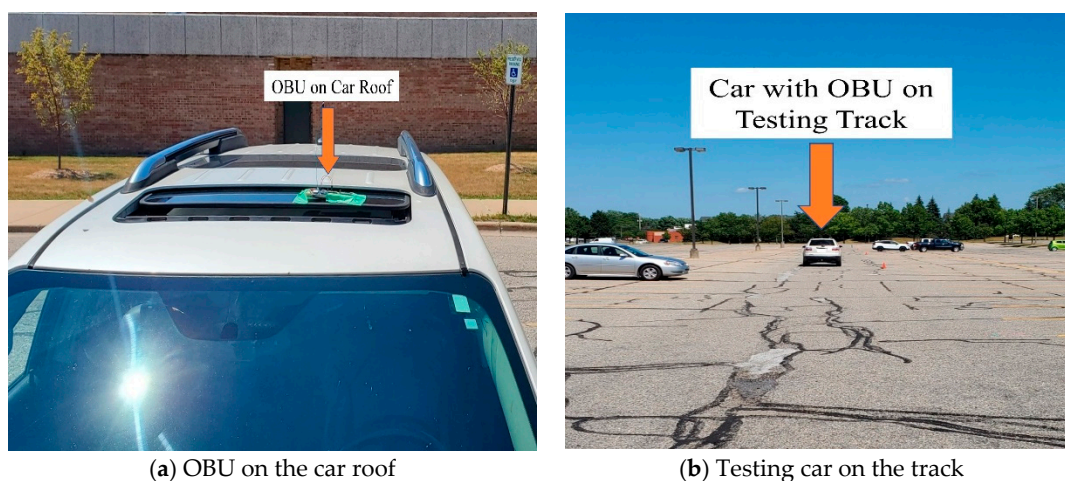 OBU on Car Roof
Car with OBU on
Testing Track
(a) OBU on the car roof
(b) Testing car on the track